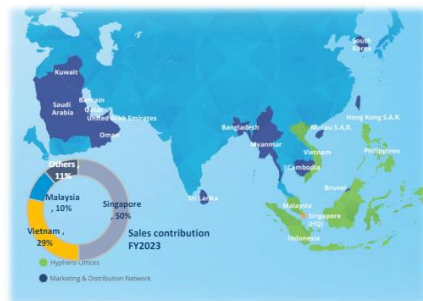 South
Korea
Kuwait
Bahrain
Qatar
Saudi
Arabia
United Arab Emirates
Oman
Hong Kong S.A.R.
Macau S.A.R.
Bangladesh
Myanmar
Vietnam
Philippines
Cambodia
Sri Lanka
Brunei
Malaysia
Singapore
(HQ)
Indonesia
Others
11%
Malaysia
, 10%
Singapore
, 50%
Vietnam ,
29%
Sales contribution
FY2023
Hyphens Offices
Marketing & Distribution Network